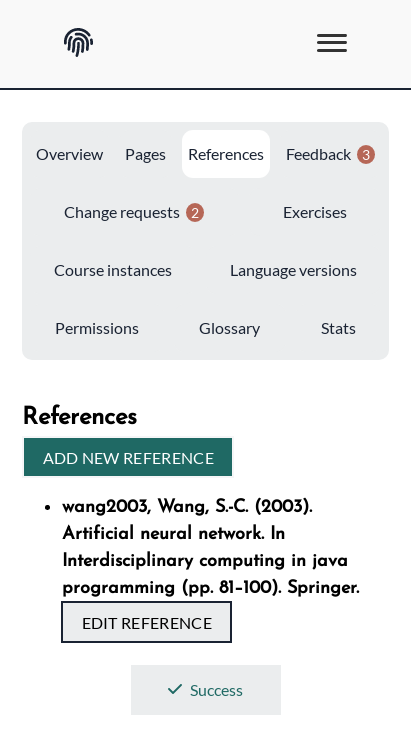 Overview Pages References Feedback 3
Change requests 2 Exercises
Course instances Language versions
Permissions Glossary Stats
References
ADD NEW REFERENCE
wang2003, Wang, S.-C. (2003).
Artificial neural network. In
Interdisciplinary computing in java
programming (pp. 81–100). Springer.
EDIT REFERENCE
Success